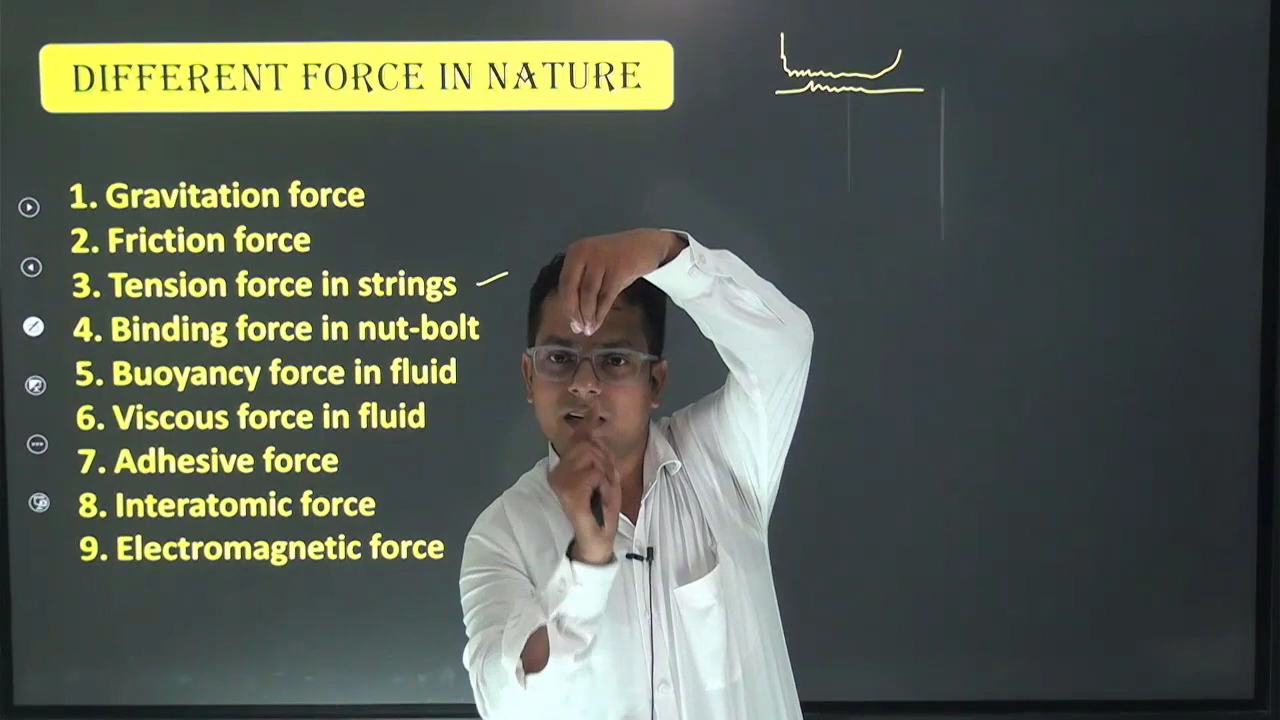 DIFFERENT FORCE IN NATURE
1. Gravitation force
2. Friction force
3. Tension force in strings
4. Binding force in nut-bolt
5. Buoyancy force in fluid
6. Viscous force in fluid
7. Adhesive force
8. Interatomic force
9. Electromagnetic force